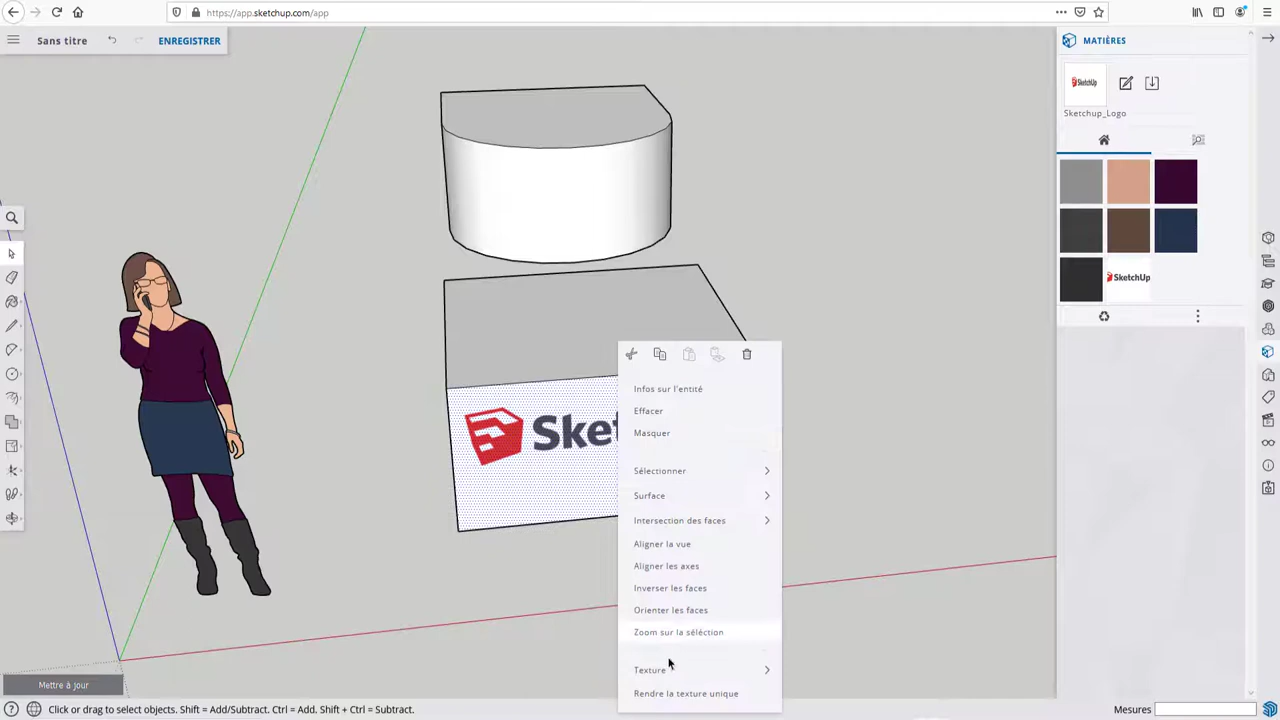 https://app.sketchup.com/app
Sans titre
ENREGISTRER
MATIÈRES
SketchUp
Sketchup_Logo
SketchUp
Infos sur l'entité
Effacer
Masquer
Sket
Sélectionner
Surface
Intersection des faces
Aligner la vue
Aligner les axes
Inverser les faces
Orienter les faces
Zoom sur la séléction
Texture
Rendre la texture unique
Mettre à jour
Click or drag to select objects. Shift = Add/Subtract. Ctrl = Add. Shift + Ctrl = Subtract.
Mesures